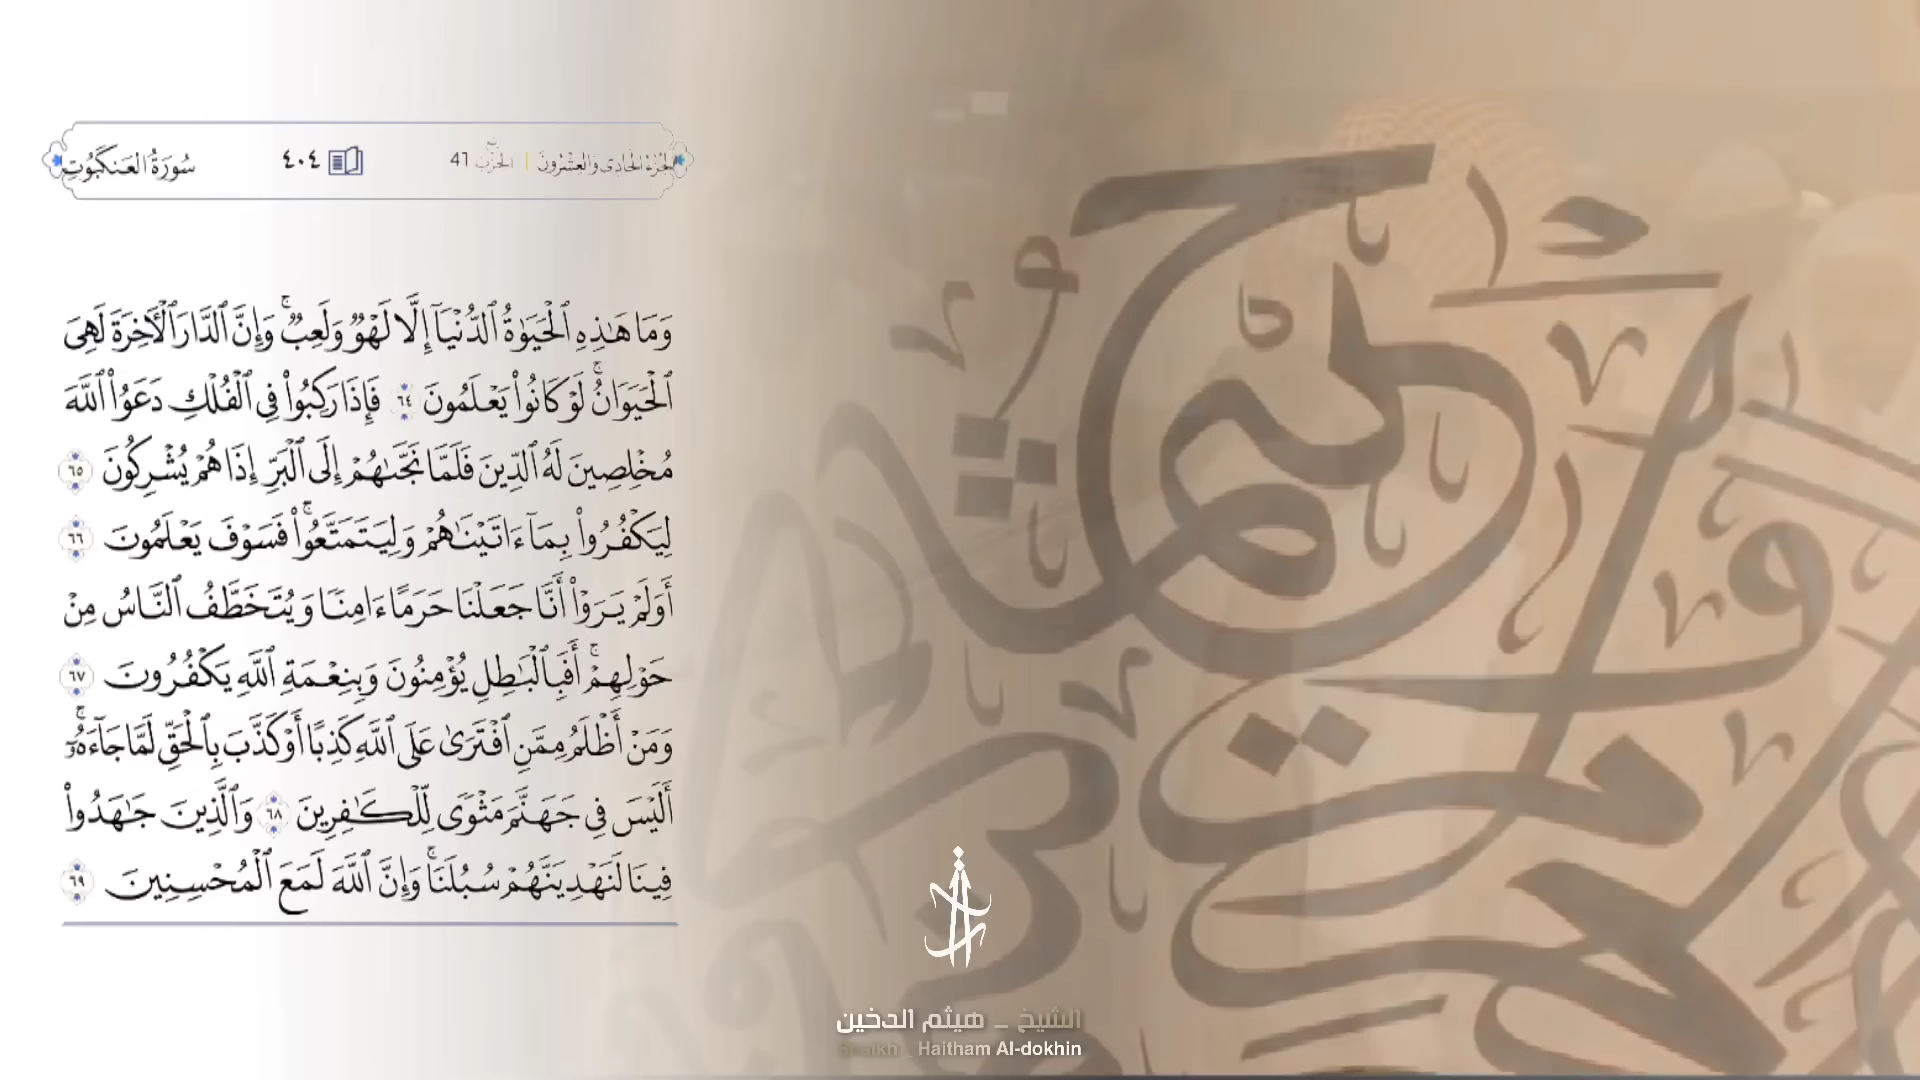 الجزء الحادي والعشرون | الحزب 41 ٤٠٤ سُورَةُ العَنكَبُوتِ
وَمَا هَٰذِهِ ٱلْحَيَوٰةُ ٱلدُّنْيَآ إِلَّا لَهْوٌ وَلَعِبٌ ۚ وَإِنَّ ٱلدَّارَ ٱلْأَخِرَةَ لَهِىَ
ٱلْحَيَوَانُ ۚ لَوْ كَانُوا۟ يَعْلَمُونَ ٦٤ فَإِذَا رَكِبُوا۟ فِى ٱلْفُلْكِ دَعَوُا۟ ٱللَّهَ
مُخْلِصِينَ لَهُ ٱلدِّينَ فَلَمَّا نَجَّىٰهُمْ إِلَى ٱلْبَرِّ إِذَا هُمْ يُشْرِكُونَ ٦٥
لِيَكْفُرُوا۟ بِمَآ ءَاتَيْنَٰهُمْ وَلِيَتَمَتَّعُوا۟ ۚ فَسَوْفَ يَعْلَمُونَ ٦٦
أَوَلَمْ يَرَوْا۟ أَنَّا جَعَلْنَا حَرَمًا ءَامِنًا وَيُتَخَطَّفُ ٱلنَّاسُ مِنْ
حَوْلِهِمْ ۚ أَفَبِٱلْبَٰطِلِ يُؤْمِنُونَ وَبِنِعْمَةِ ٱللَّهِ يَكْفُرُونَ ٦٧
وَمَنْ أَظْلَمُ مِمَّنِ ٱفْتَرَىٰ عَلَى ٱللَّهِ كَذِبًا أَوْ كَذَّبَ بِٱلْحَقِّ لَمَّا جَآءَهُۥٓ ۚ
أَلَيْسَ فِى جَهَنَّمَ مَثْوًى لِّلْكَٰفِرِينَ ٦٨ وَٱلَّذِينَ جَٰهَدُوا۟
فِينَا لَنَهْدِيَنَّهُمْ سُبُلَنَا ۚ وَإِنَّ ٱللَّهَ لَمَعَ ٱلْمُحْسِنِينَ ٦٩
الشيخ _ هيثم الدخين
Shaikh _ Haitham Al-dokhin